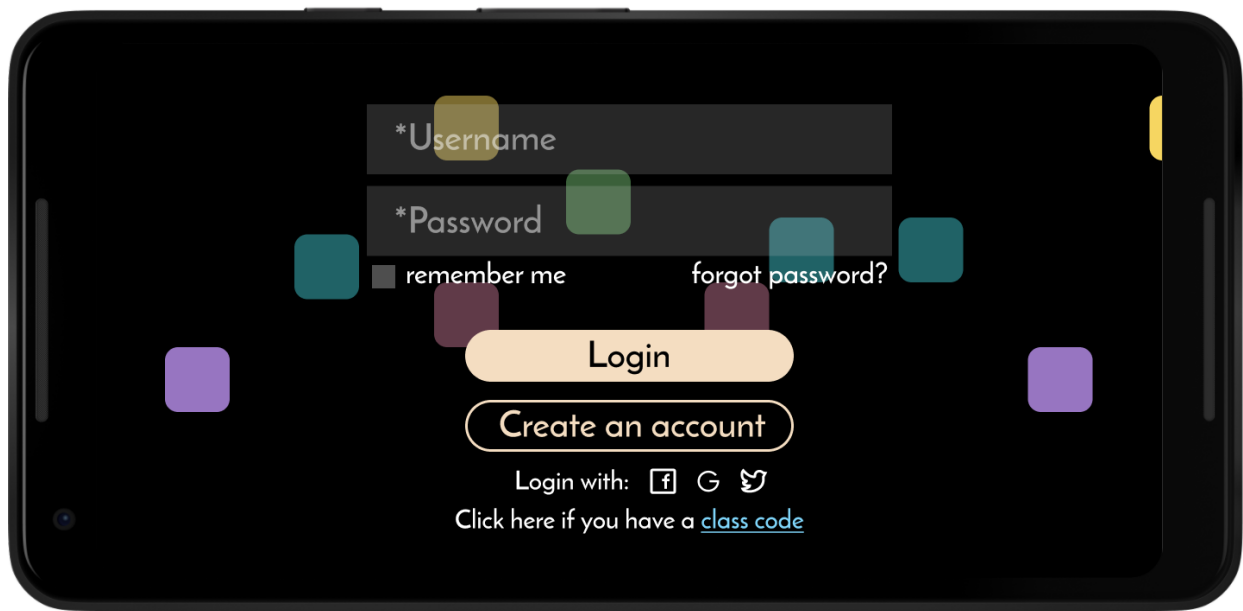 *Username
*Password
remember me forgot password?
Login
Create an account
Login with:
Click here if you have a class code